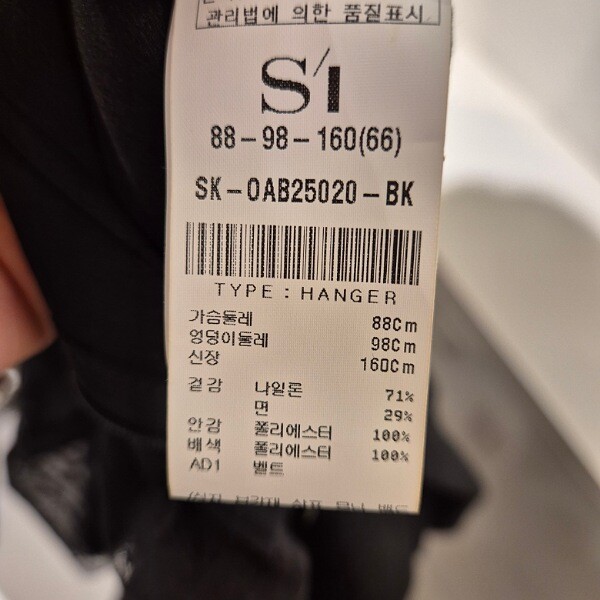 관리법에 의한 품질표시
S'I
88-98-160(66)
SK-OAB25020-BK
TYPE : HANGER
가슴둘레 88Cm
엉덩이둘레 98Cm
신장 160Cm
겉감 나일론 71%
면 29%
안감 폴리에스터 100%
배색 폴리에스터 100%
AD1 벨트